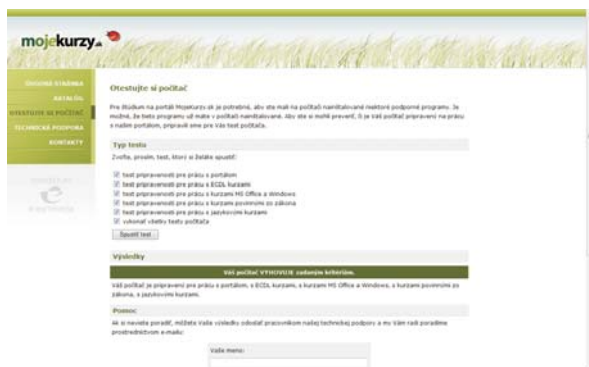 mojekurzy.sk
ÚVODNÁ STRÁNKA
KATALÓG
OTESTUJTE SI POČÍTAČ
TECHNICKÁ PODPORA
KONTAKTY
Otestujte si počítač
Pre štúdium na portáli MojeKurzy.sk je potrebné, aby ste mali na počítači nainštalované niektoré podporné programy. Je
možné, že tieto programy už máte v počítači nainštalované. Aby ste si mohli preveriť, či je Váš počítač pripravený na prácu
s naším portálom, pripravili sme pre Vás test počítača.
Typ testu
Zvoľte, prosím, test, ktorý si želáte spustiť:
test pripravenosti pre prácu s portálom
test pripravenosti pre prácu s ECDL kurzami
test pripravenosti pre prácu s kurzami MS Office a Windows
test pripravenosti pre prácu s kurzami povinnými zo zákona
test pripravenosti pre prácu s jazykovými kurzami
vykonať všetky testy počítača
Spustiť test
Výsledky
Váš počítač VYHOVUJE zadaným kritériám.
Váš počítač je pripravený pre prácu s portálom, s ECDL kurzami, s kurzami MS Office a Windows, s kurzami povinnými zo
zákona, s jazykovými kurzami.
Pomoc
Ak si neviete poradiť, môžete Vaše výsledky odoslať pracovníkom našej technickej podpory a my Vám radi poradíme
prostredníctvom e-mailu:
Vaše meno: